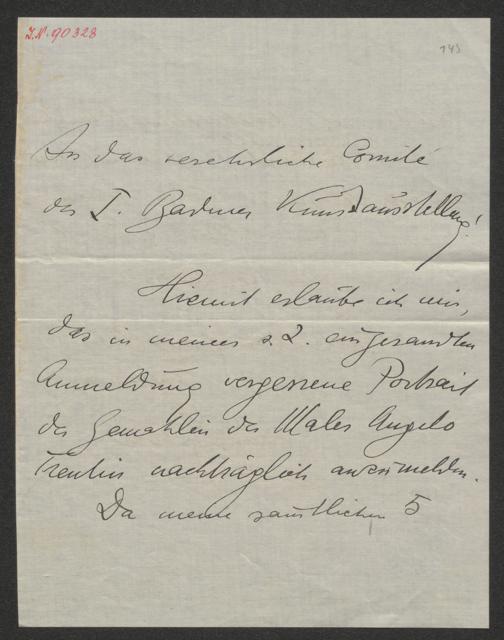 I.N. 90328
143
An das verehrliche Comité
der I. Badener Kunstausstellung!
Hiemit erlaube ich mir,
das in meiner s. Z. eingesandten
Anmeldung vergessene Portrait
der Gemahlin des Malers Angelo
Trentin nachträglich anzumelden.
Da meine sämtlichen 5